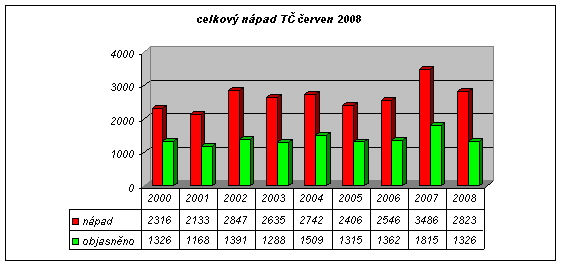 celkový nápad TČ červen 2008
4000
3000
2000
1000
0
2000 2001 2002 2003 2004 2005 2006 2007 2008
nápad 2316 2133 2847 2635 2742 2406 2546 3486 2823
objasněno 1326 1168 1391 1288 1509 1315 1362 1815 1326